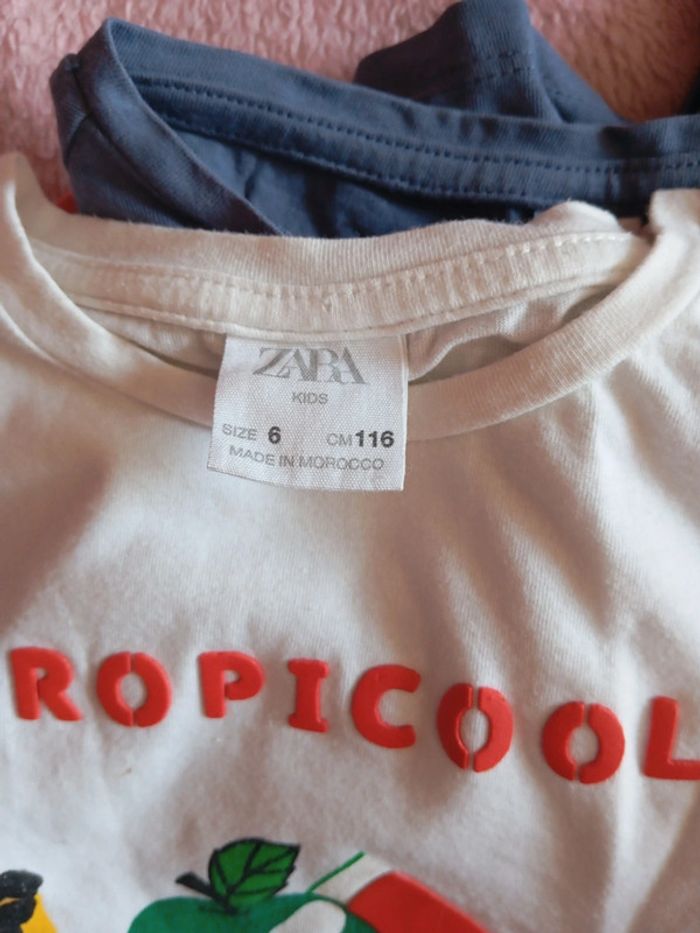 ZARA
KIDS
SIZE 6 CM 116
MADE IN MOROCCO
ROPICOOL